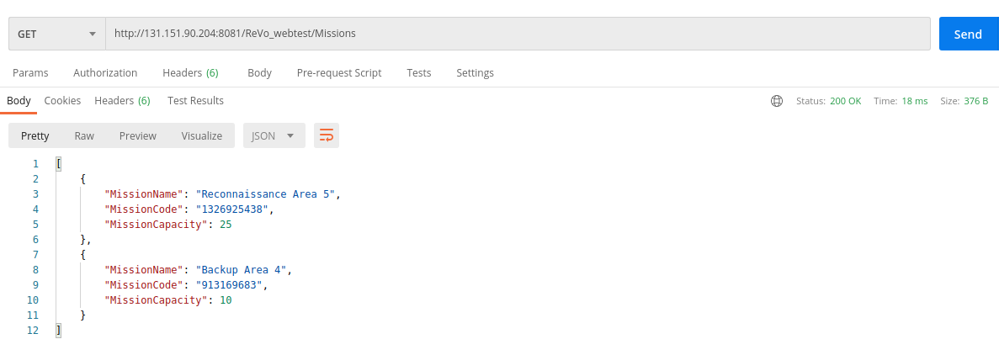 GET http://131.151.90.204:8081/ReVo_webtest/Missions Send
Params Authorization Headers (6) Body Pre-request Script Tests Settings
Body Cookies Headers (6) Test Results Status: 200 OK Time: 18 ms Size: 376 B
Pretty Raw Preview Visualize JSON
1 [
2 {
3 "MissionName": "Reconnaissance Area 5",
4 "MissionCode": "1326925438",
5 "MissionCapacity": 25
6 },
7 {
8 "MissionName": "Backup Area 4",
9 "MissionCode": "913169683",
10 "MissionCapacity": 10
11 }
12 ]